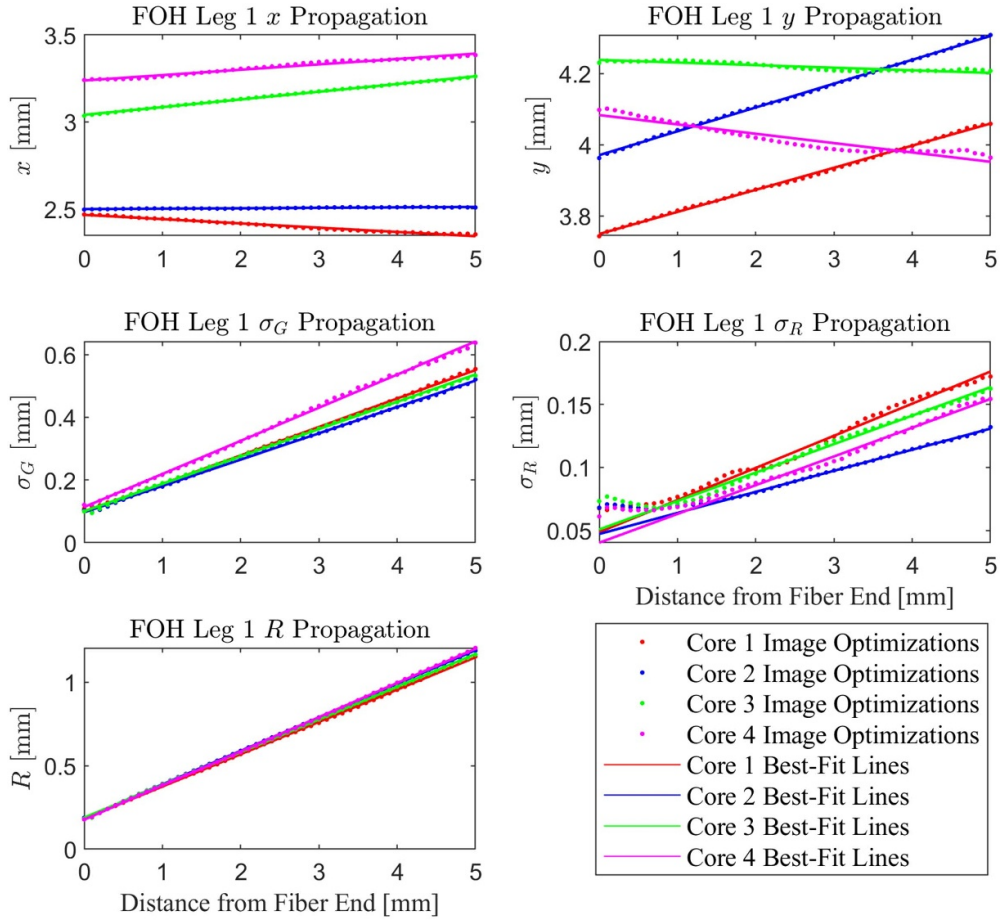 FOH Leg 1 x Propagation
3.5
3
2.5
x [mm]
0 1 2 3 4 5
FOH Leg 1 y Propagation
4.2
4
3.8
y [mm]
0 1 2 3 4 5
FOH Leg 1 σG Propagation
0.6
0.4
0.2
0
σG [mm]
0 1 2 3 4 5
FOH Leg 1 σR Propagation
0.2
0.15
0.1
0.05
σR [mm]
0 1 2 3 4 5
Distance from Fiber End [mm]
FOH Leg 1 R Propagation
1
0.5
0
R [mm]
0 1 2 3 4 5
Distance from Fiber End [mm]
Core 1 Image Optimizations
Core 2 Image Optimizations
Core 3 Image Optimizations
Core 4 Image Optimizations
Core 1 Best-Fit Lines
Core 2 Best-Fit Lines
Core 3 Best-Fit Lines
Core 4 Best-Fit Lines